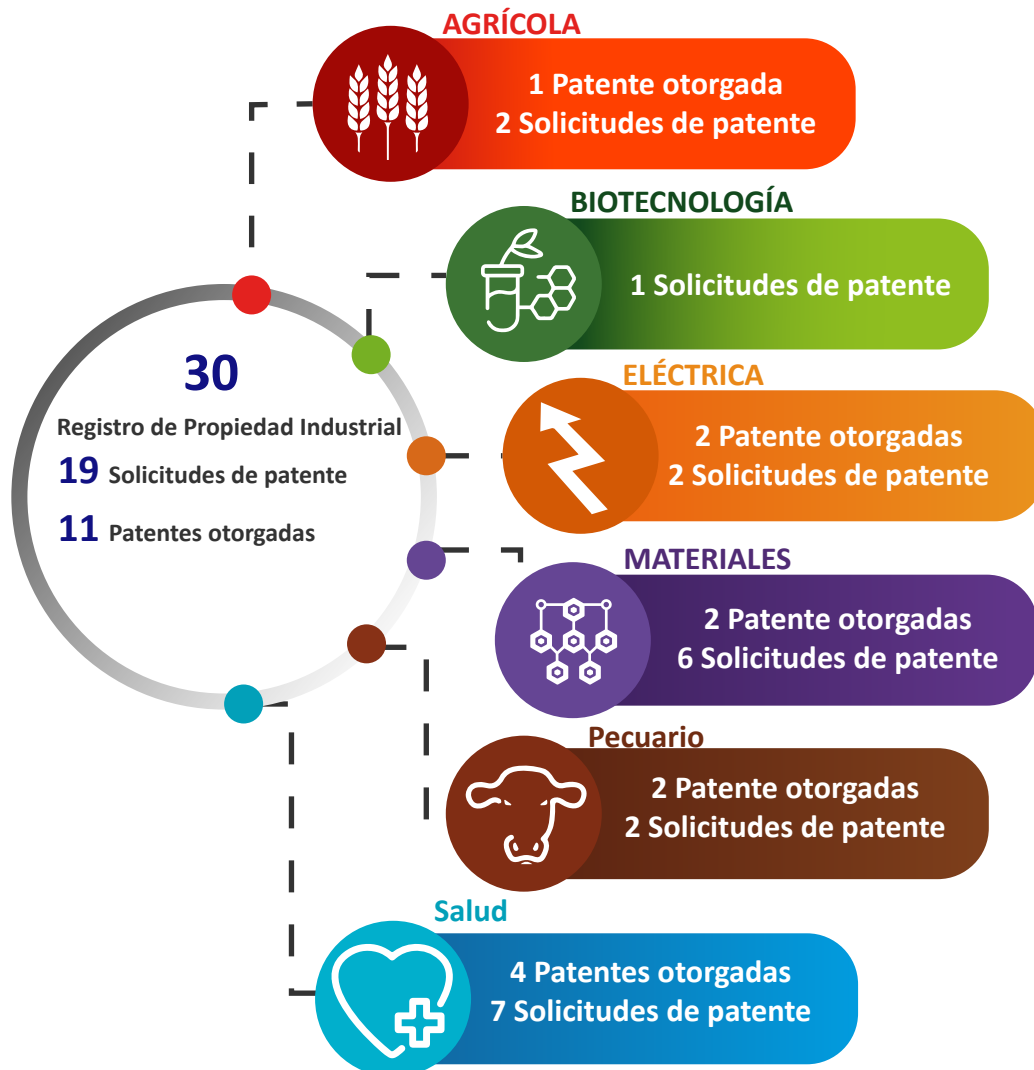 AGRÍCOLA
1 Patente otorgada
2 Solicitudes de patente
BIOTECNOLOGÍA
1 Solicitudes de patente
30
Registro de Propiedad Industrial
19 Solicitudes de patente
11 Patentes otorgadas
ELÉCTRICA
2 Patente otorgadas
2 Solicitudes de patente
MATERIALES
2 Patente otorgadas
6 Solicitudes de patente
Pecuario
2 Patente otorgadas
2 Solicitudes de patente
Salud
4 Patentes otorgadas
7 Solicitudes de patente